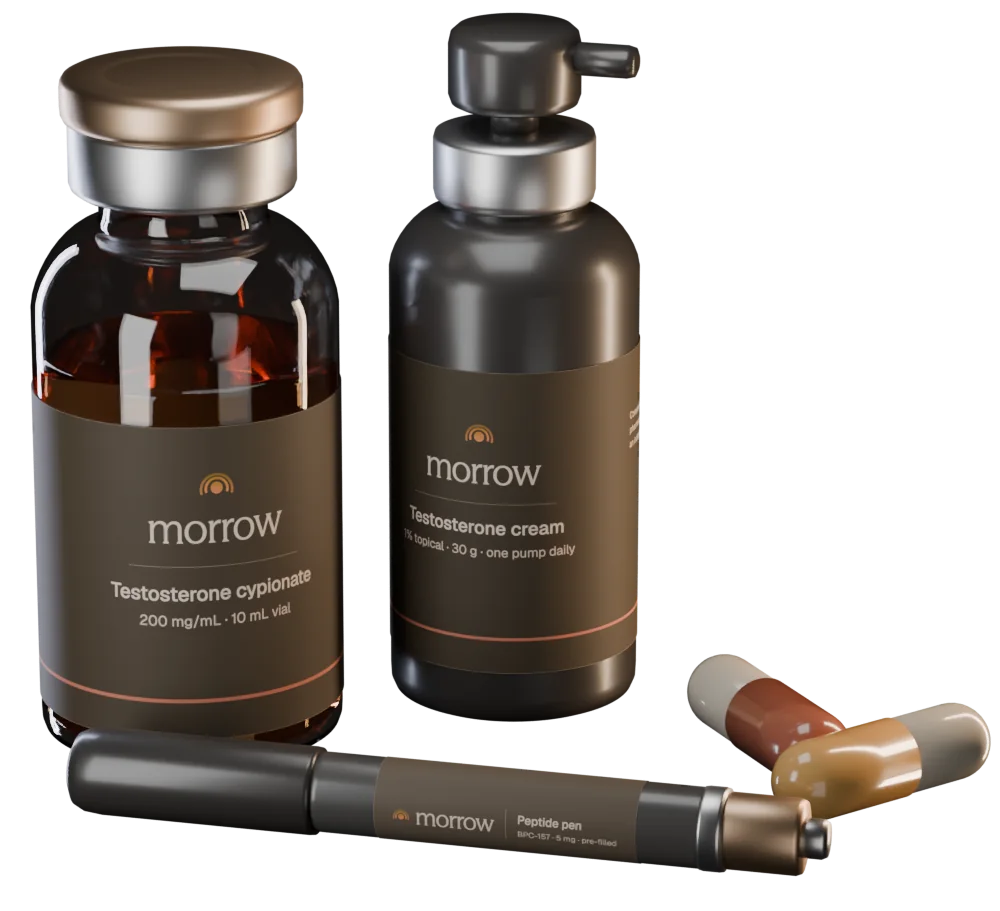 morrow
Testosterone cypionate
200 mg/mL · 10 mL vial
morrow
Testosterone cream
1% topical · 30 g · one pump daily
morrow
Peptide pen
BPC-157 · 5 mg · pre-filled